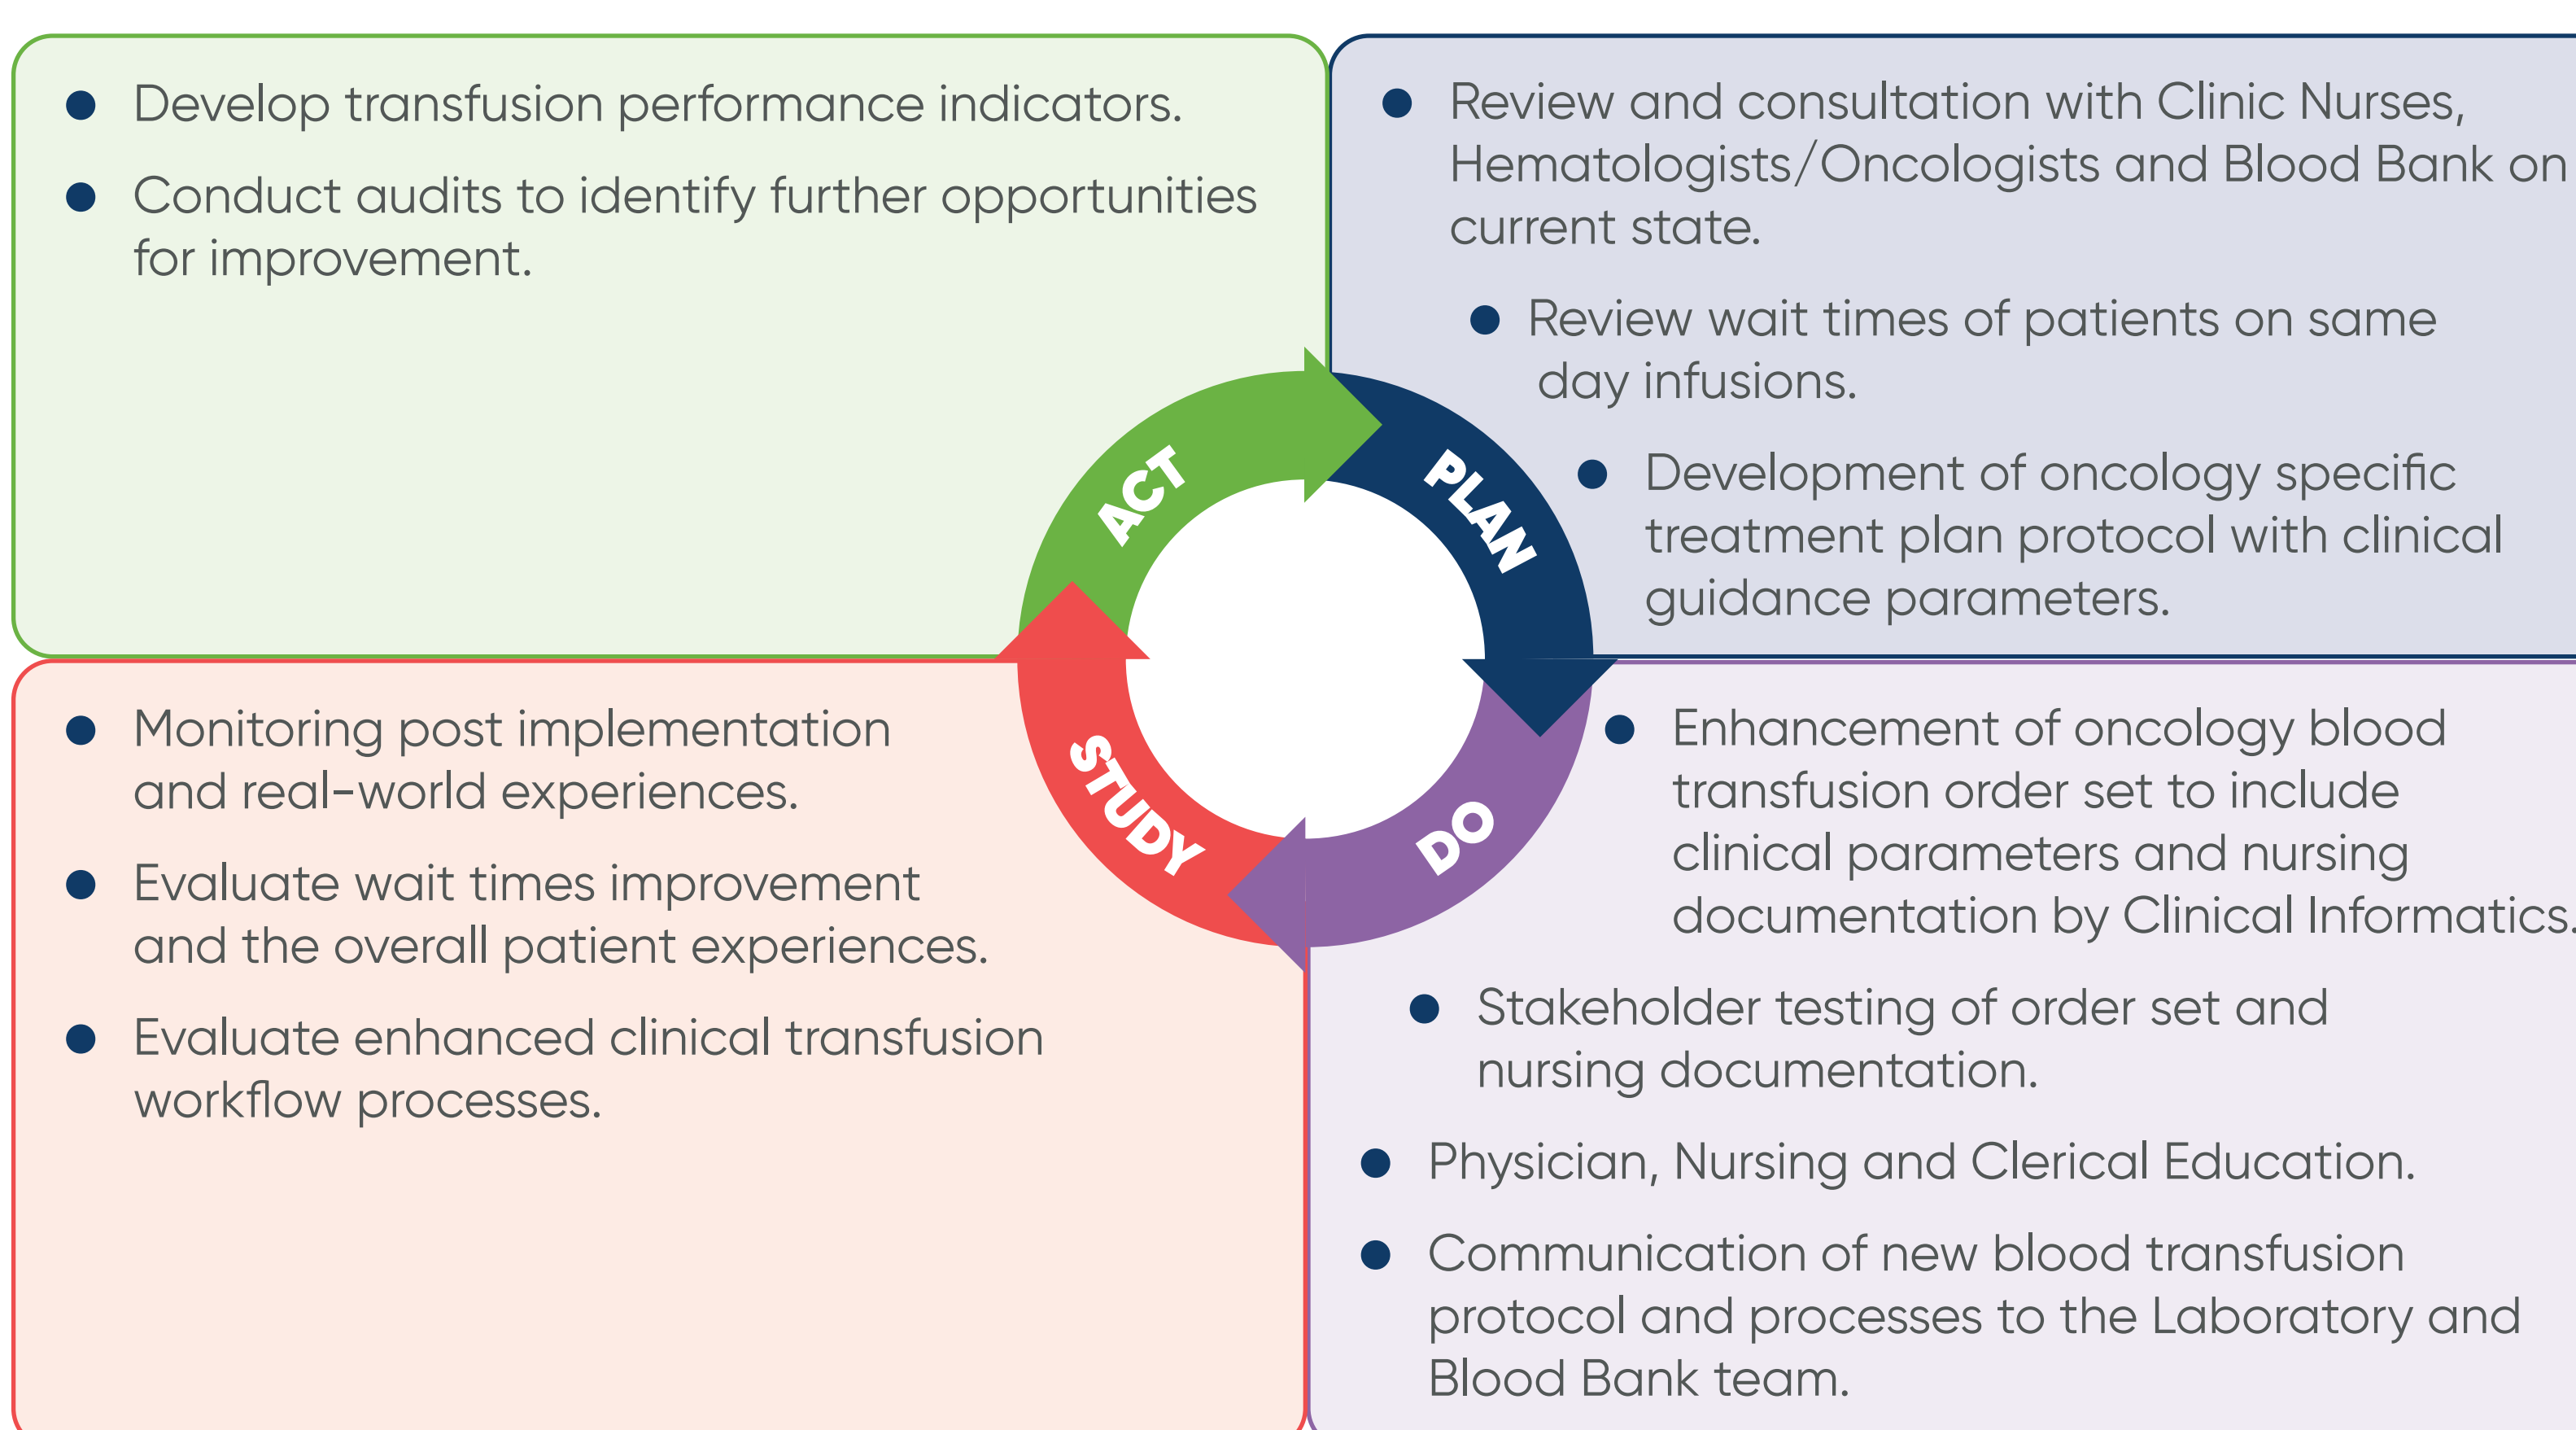 Develop transfusion performance indicators.
Conduct audits to identify further opportunities
for improvement.
Review and consultation with Clinic Nurses,
Hematologists/Oncologists and Blood Bank on
current state.
Review wait times of patients on same
day infusions.
Development of oncology specific
treatment plan protocol with clinical
guidance parameters.
ACT
PLAN
STUDY
DO
Monitoring post implementation
and real-world experiences.
Evaluate wait times improvement
and the overall patient experiences.
Evaluate enhanced clinical transfusion
workflow processes.
Enhancement of oncology blood
transfusion order set to include
clinical parameters and nursing
documentation by Clinical Informatics.
Stakeholder testing of order set and
nursing documentation.
Physician, Nursing and Clerical Education.
Communication of new blood transfusion
protocol and processes to the Laboratory and
Blood Bank team.